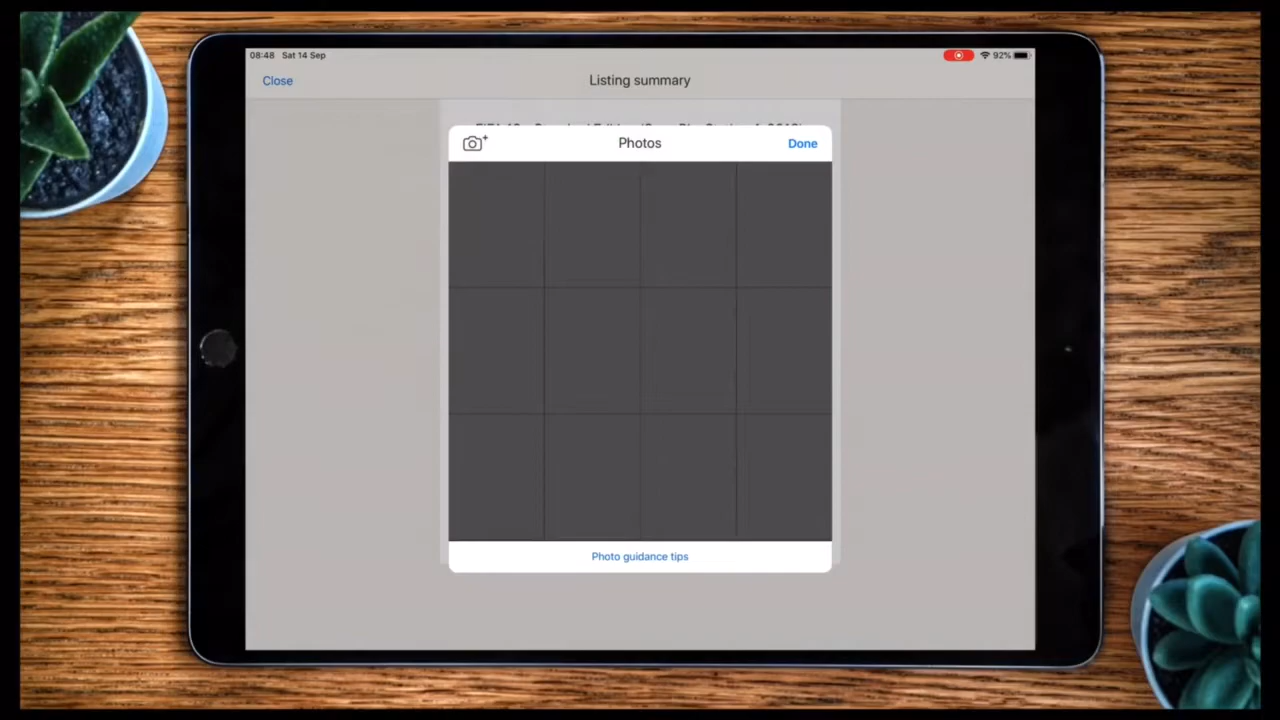 08:48 Sat 14 Sep
92%
Close
Listing summary
Photos
Done
Photo guidance tips